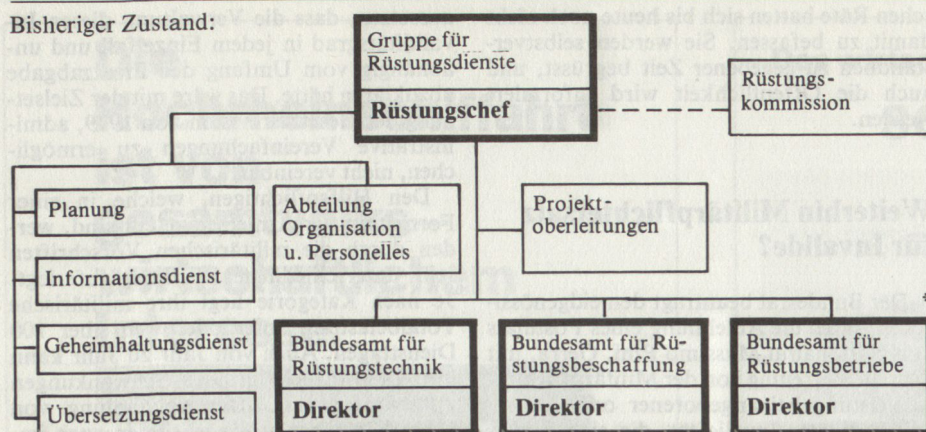 Bisheriger Zustand:
Gruppe für
Rüstungsdienste
Rüstungschef
Rüstungs-
kommission
Planung
Informationsdienst
Geheimhaltungsdienst
Übersetzungsdienst
Abteilung
Organisation
u. Personelles
Projekt-
oberleitungen
Bundesamt für
Rüstungstechnik
Direktor
Bundesamt für Rü-
stungsbeschaffung
Direktor
Bundesamt für
Rüstungsbetriebe
Direktor